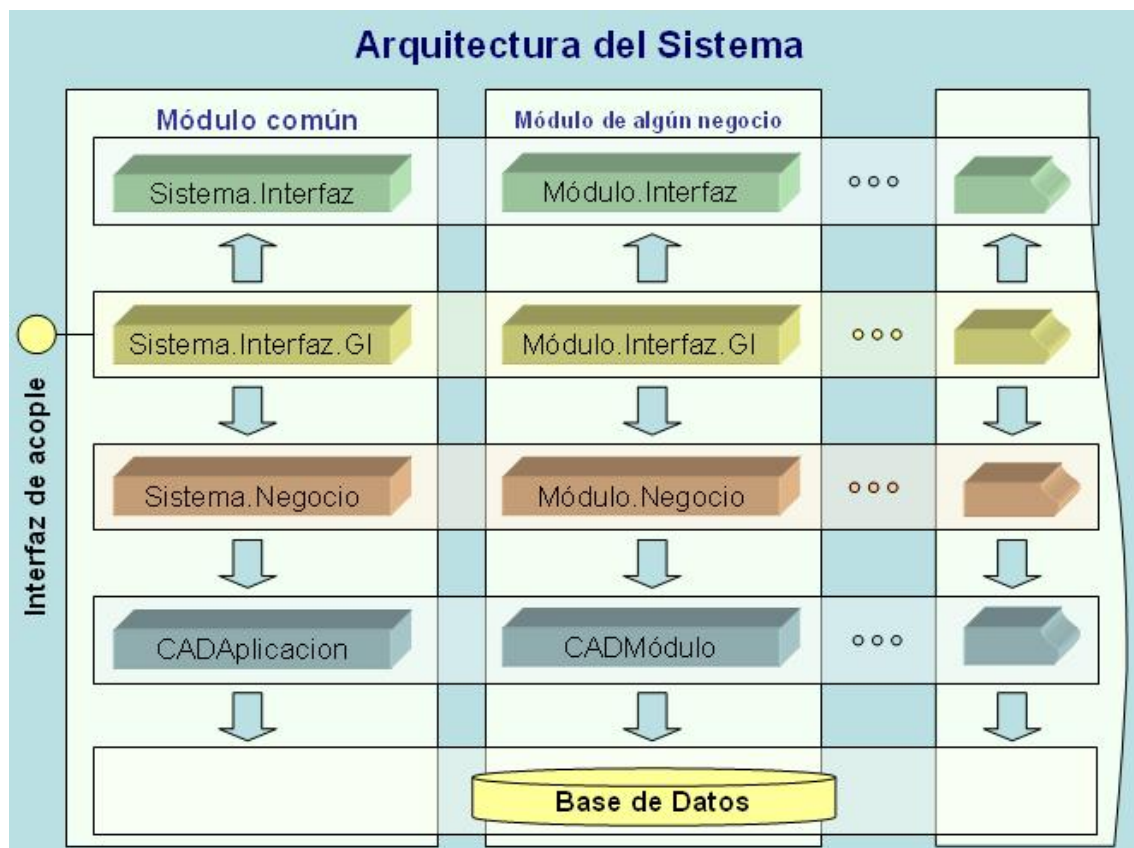 Arquitectura del Sistema
Módulo común
Módulo de algún negocio
Sistema.Interfaz
Módulo.Interfaz
Sistema.Interfaz.GI
Módulo.Interfaz.GI
Interfaz de acople
Sistema.Negocio
Módulo.Negocio
CADAplicacion
CADMódulo
Base de Datos